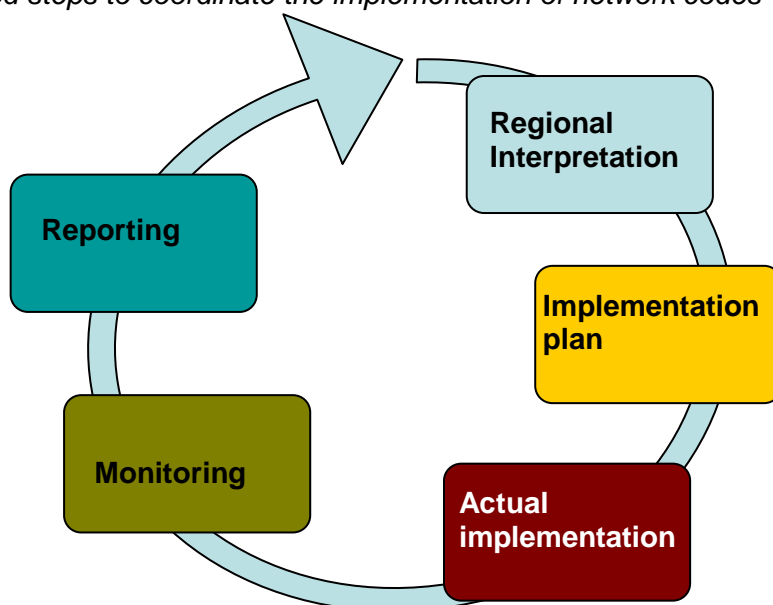 steps to coordinate the implementation of network codes
Regional
Interpretation
Implementation
plan
Actual
implementation
Monitoring
Reporting